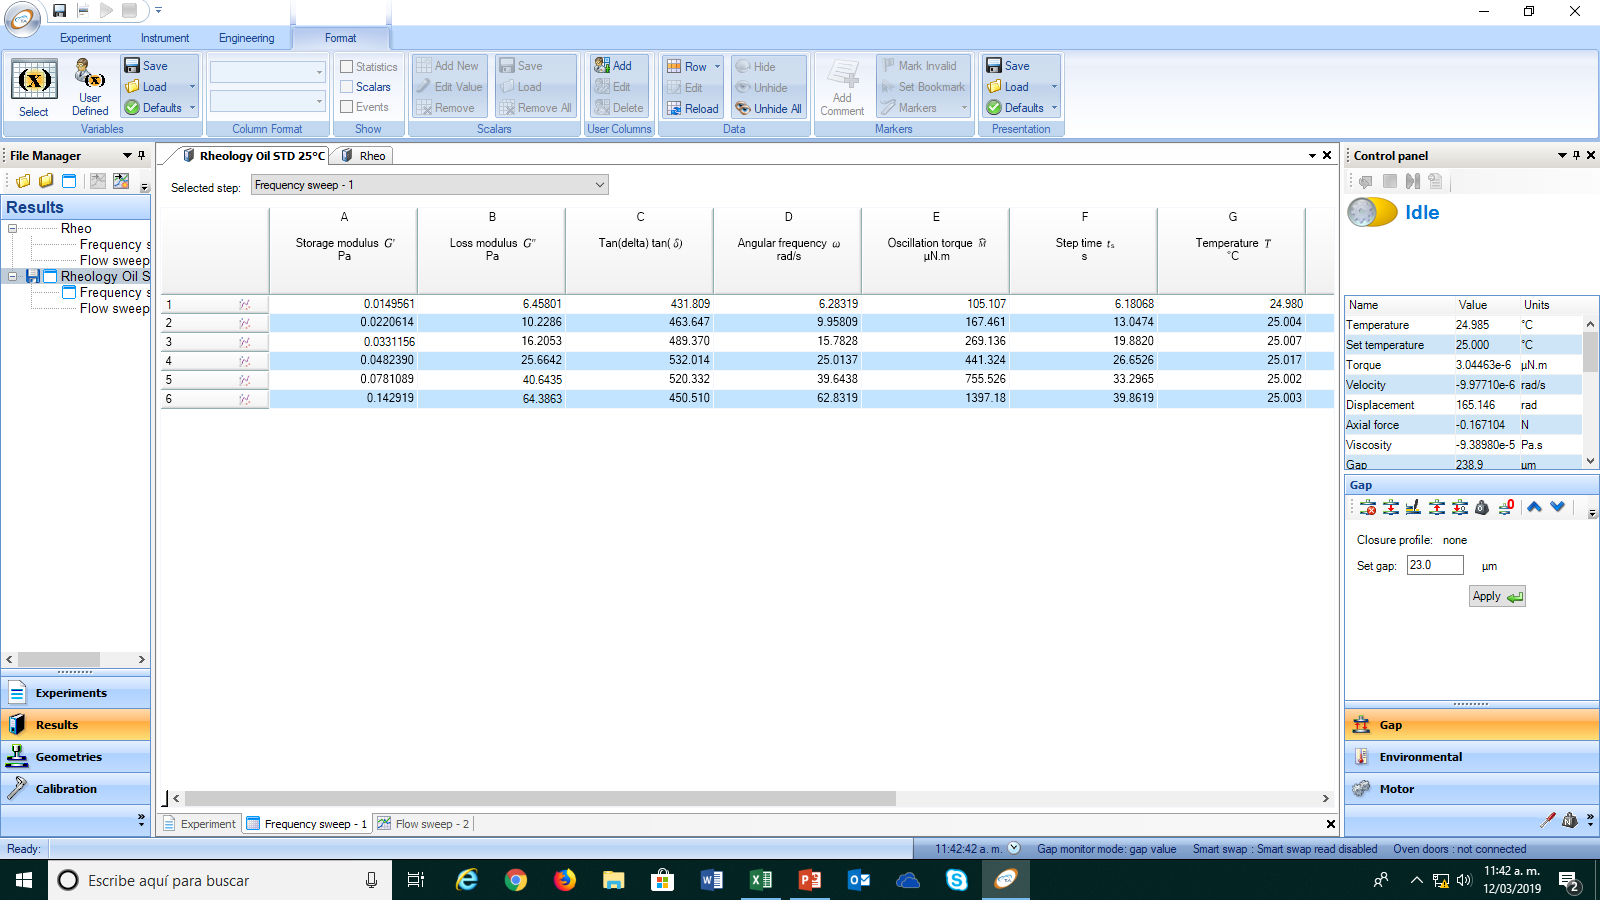 Experiment Instrument Engineering Format
Select
User Defined
Save
Load
Defaults
Variables
Column Format
Statistics
Scalars
Events
Show
Add New
Edit Value
Remove
Save
Load
Remove All
Scalars
Add
Edit
Delete
User Columns
Row
Edit
Reload
Hide
Unhide
Unhide All
Data
Add Comment
Mark Invalid
Set Bookmark
Markers
Markers
Save
Load
Defaults
Presentation
File Manager
Results
Rheo
Frequency s
Flow sweep
Rheology Oil S
Frequency s
Flow sweep
Experiments
Results
Geometries
Calibration
Rheology Oil STD 25°C Rheo
Selected step: Frequency sweep - 1
A B C D E F G
Storage modulus G' Loss modulus G'' Tan(delta) tan(δ) Angular frequency ω Oscillation torque M̂ Step time ts Temperature T
Pa Pa rad/s µN.m s °C
1 0.0149561 6.45801 431.809 6.28319 105.107 6.18068 24.980
2 0.0220614 10.2286 463.647 9.95809 167.461 13.0474 25.004
3 0.0331156 16.2053 489.370 15.7828 269.136 19.8820 25.007
4 0.0482390 25.6642 532.014 25.0137 441.324 26.6526 25.017
5 0.0781089 40.6435 520.332 39.6438 755.526 33.2965 25.002
6 0.142919 64.3863 450.510 62.8319 1397.18 39.8619 25.003
Experiment Frequency sweep - 1 Flow sweep - 2
Control panel
Idle
Name Value Units
Temperature 24.985 °C
Set temperature 25.000 °C
Torque 3.04463e-6 µN.m
Velocity -9.97710e-6 rad/s
Displacement 165.146 rad
Axial force -0.167104 N
Viscosity -9.38980e-5 Pa.s
Gap 238.9 µm
Gap
Closure profile: none
Set gap: 23.0 µm
Apply
Gap
Environmental
Motor
Ready: 11:42:42 a. m. Gap monitor mode: gap value Smart swap : Smart swap read disabled Oven doors : not connected
Escribe aquí para buscar
11:42 a. m.
12/03/2019
2